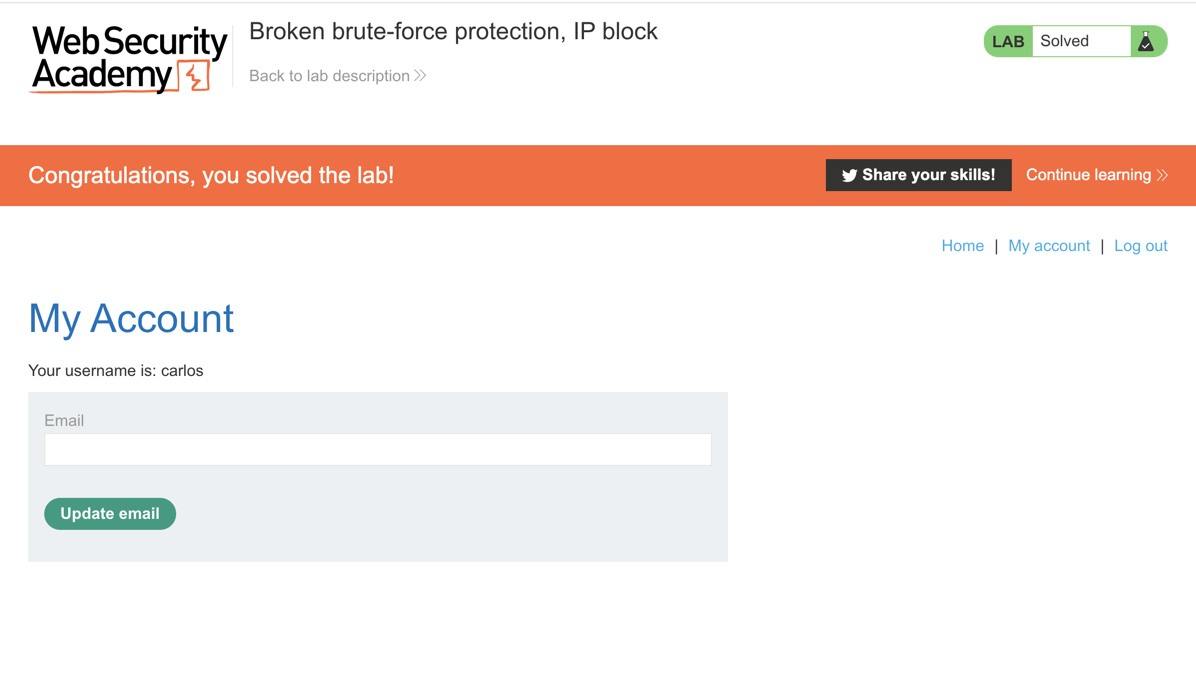 Web Security
Academy
Broken brute-force protection, IP block
Back to lab description
LAB Solved
Congratulations, you solved the lab!
Share your skills!
Continue learning
Home | My account | Log out
My Account
Your username is: carlos
Email
Update email